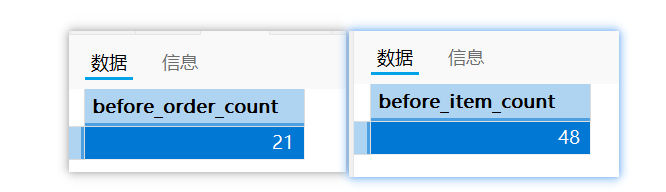 数据 信息
before_order_count
21
数据 信息
before_item_count
48